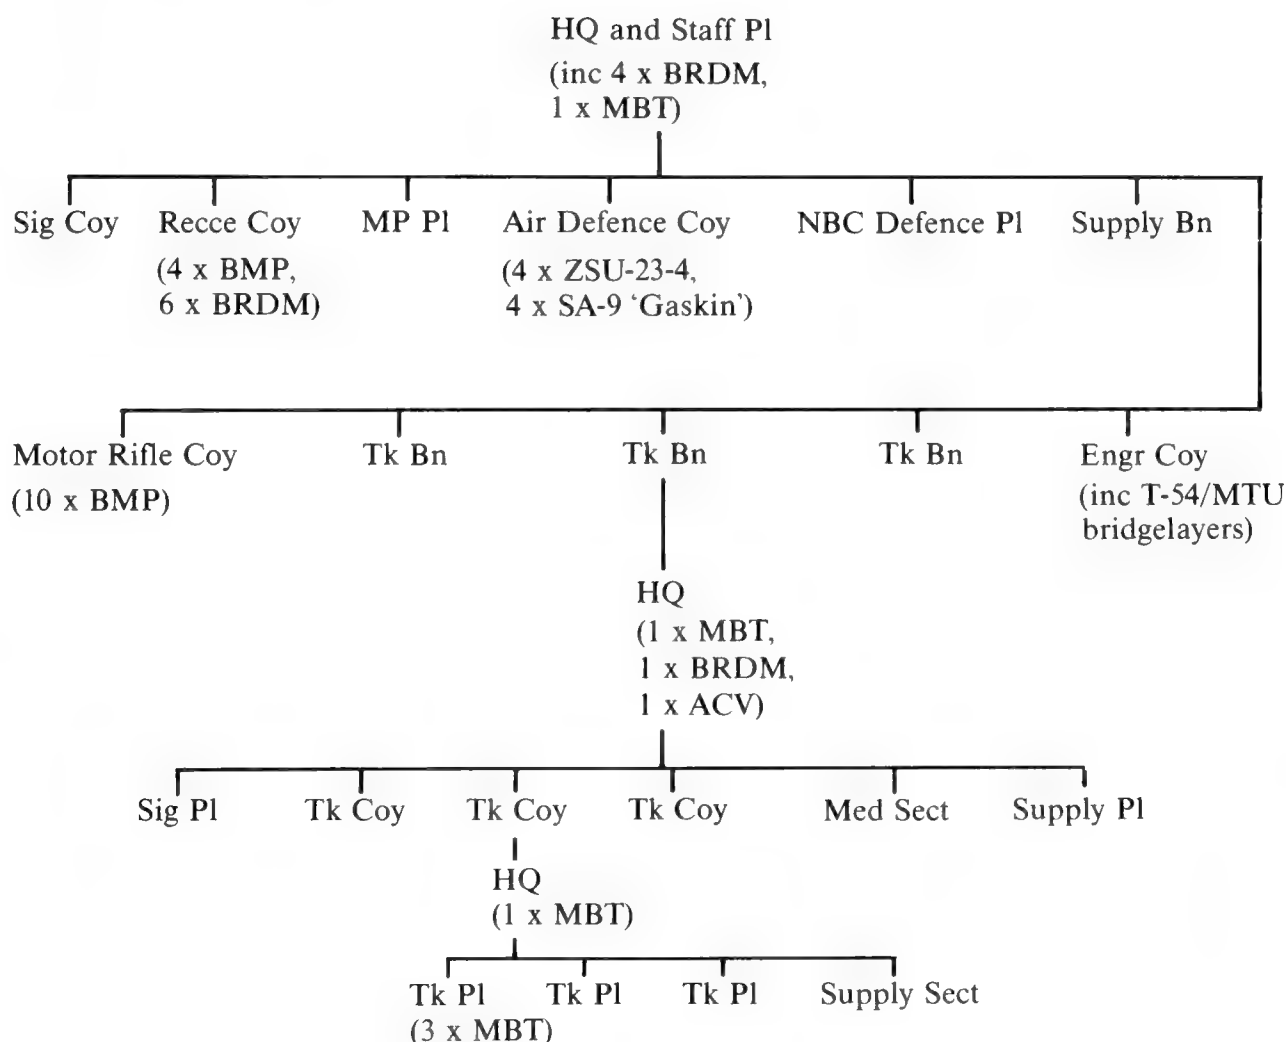 HQ and Staff Pl
(inc 4 x BRDM,
1 x MBT)
Sig Coy Recce Coy MP Pl Air Defence Coy NBC Defence Pl Supply Bn
(4 x BMP, (4 x ZSU-23-4,
6 x BRDM) 4 x SA-9 ‘Gaskin’)
Motor Rifle Coy Tk Bn Tk Bn Tk Bn Engr Coy
(10 x BMP) (inc T-54/MTU
bridgelayers)
HQ
(1 x MBT,
1 x BRDM,
1 x ACV)
Sig Pl Tk Coy Tk Coy Tk Coy Med Sect Supply Pl
HQ
(1 x MBT)
Tk Pl Tk Pl Tk Pl Supply Sect
(3 x MBT)